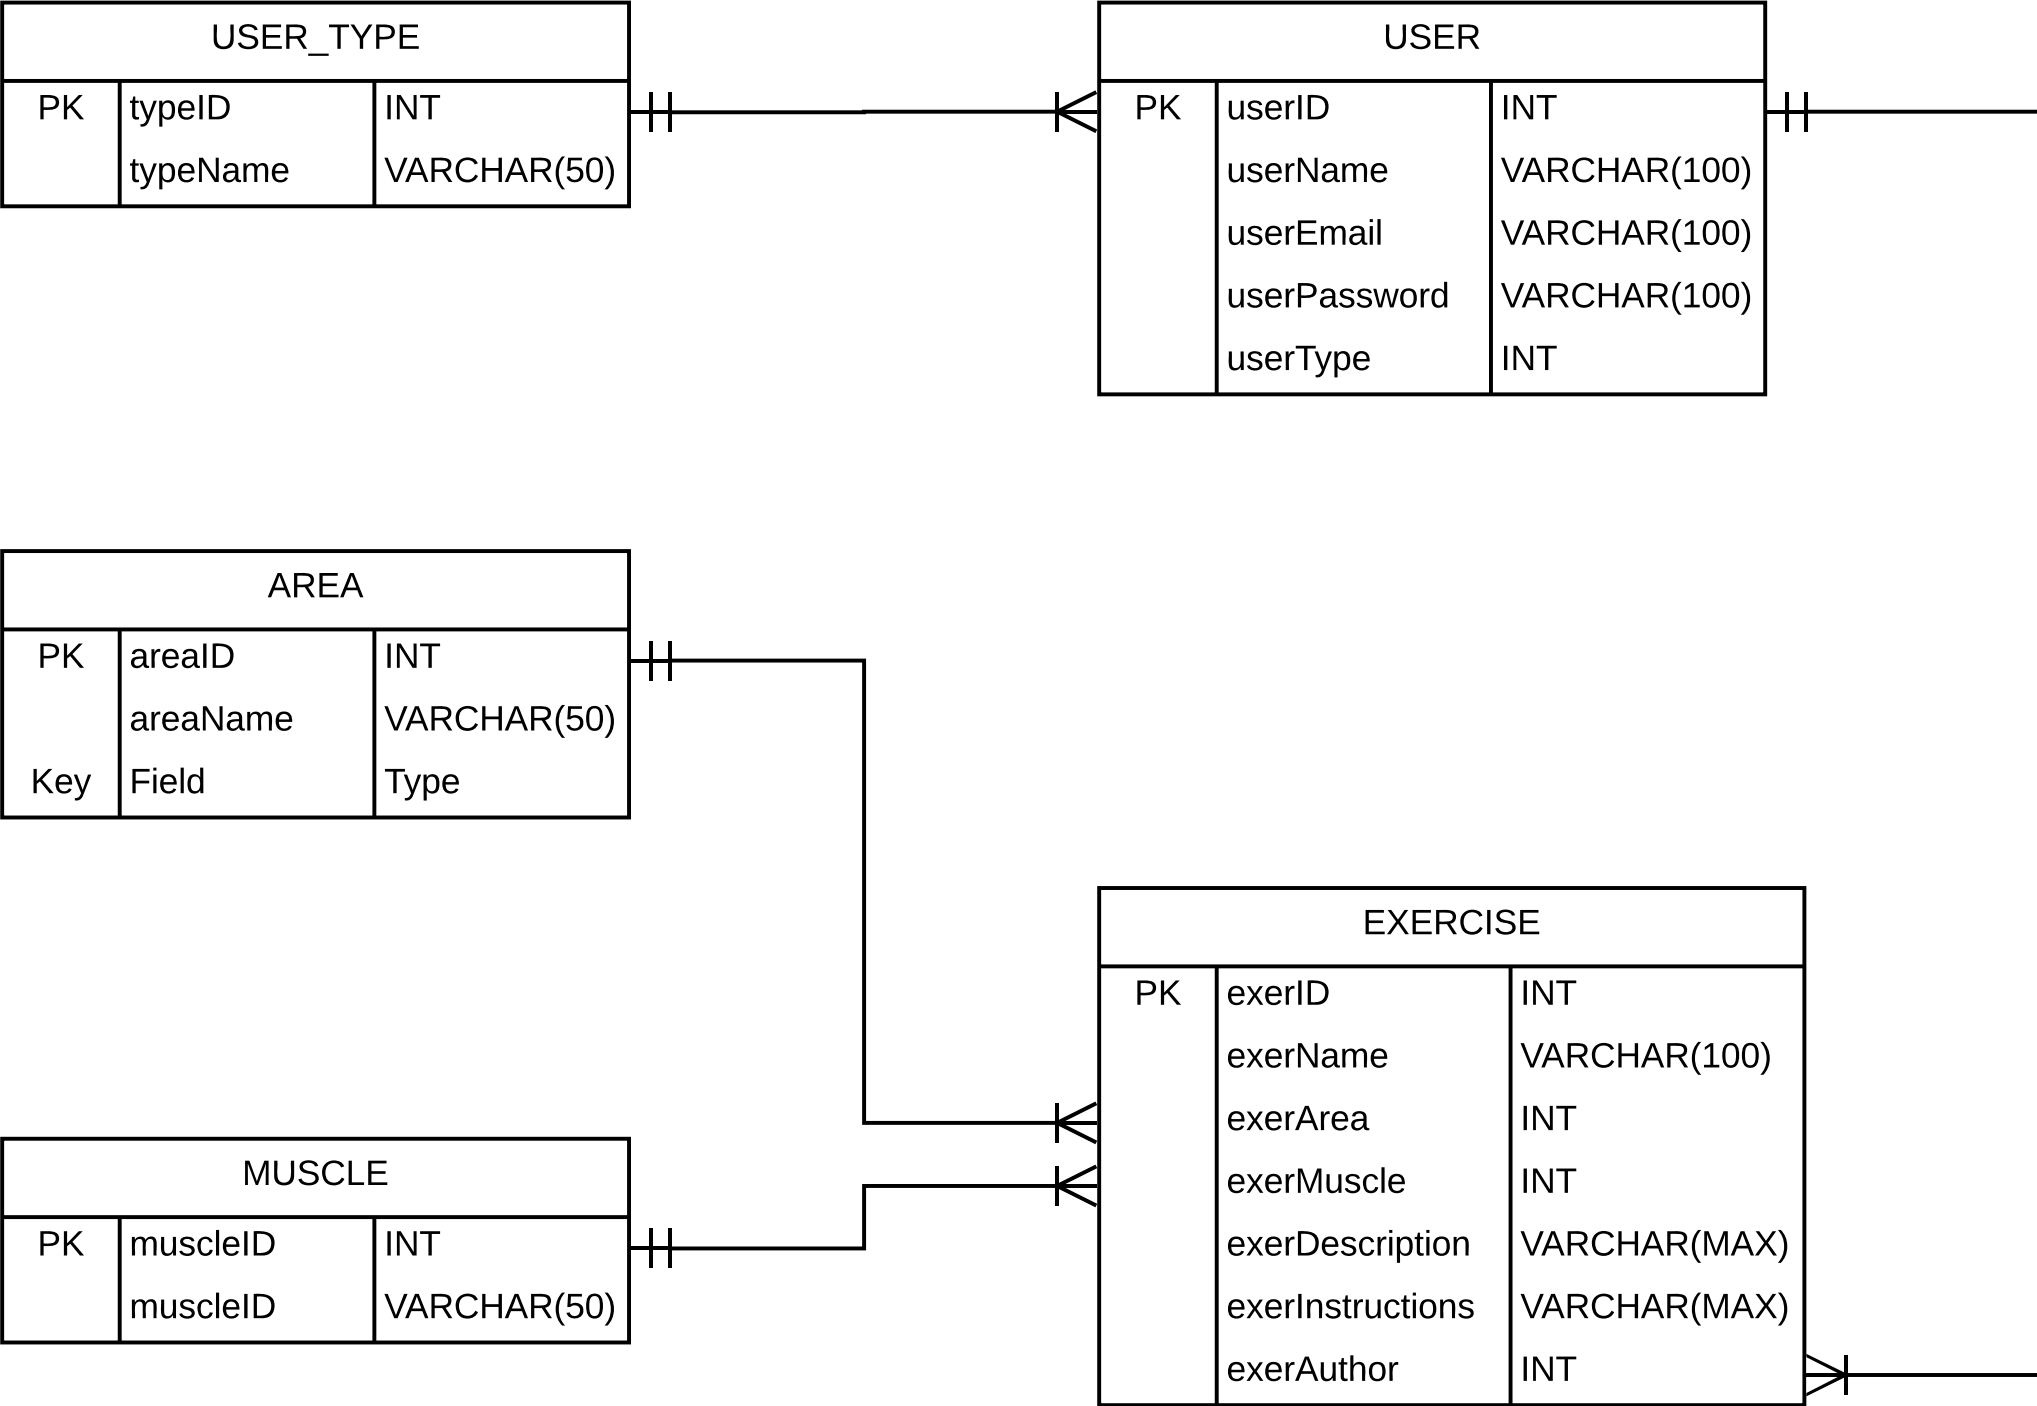 USER_TYPE
PK typeID INT
typeName VARCHAR(50)
USER
PK userID INT
userName VARCHAR(100)
userEmail VARCHAR(100)
userPassword VARCHAR(100)
userType INT
AREA
PK areaID INT
areaName VARCHAR(50)
Key Field Type
MUSCLE
PK muscleID INT
muscleID VARCHAR(50)
EXERCISE
PK exerID INT
exerName VARCHAR(100)
exerArea INT
exerMuscle INT
exerDescription VARCHAR(MAX)
exerInstructions VARCHAR(MAX)
exerAuthor INT